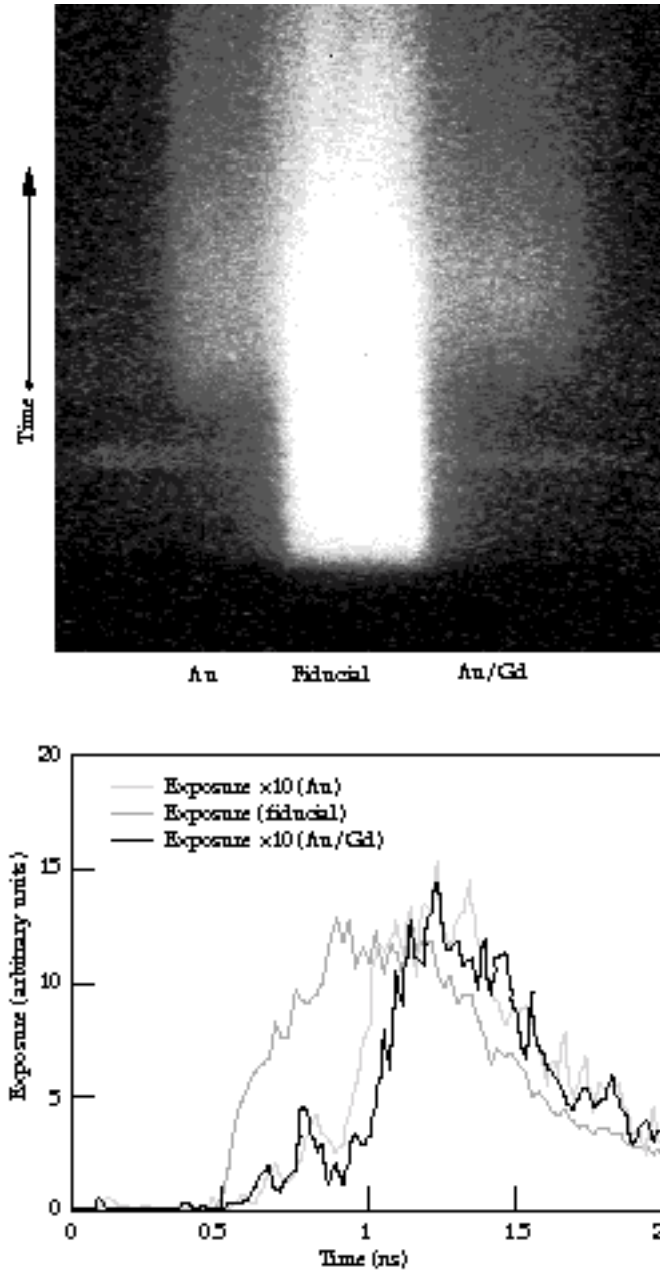 Time
Au Fiducial Au/Gd
20
15
10
5
0
Exposure (arbitrary units)
Exposure ×10 (Au)
Exposure (fiducial)
Exposure ×10 (Au/Gd)
0 0.5 1 1.5 2
Time (ns)